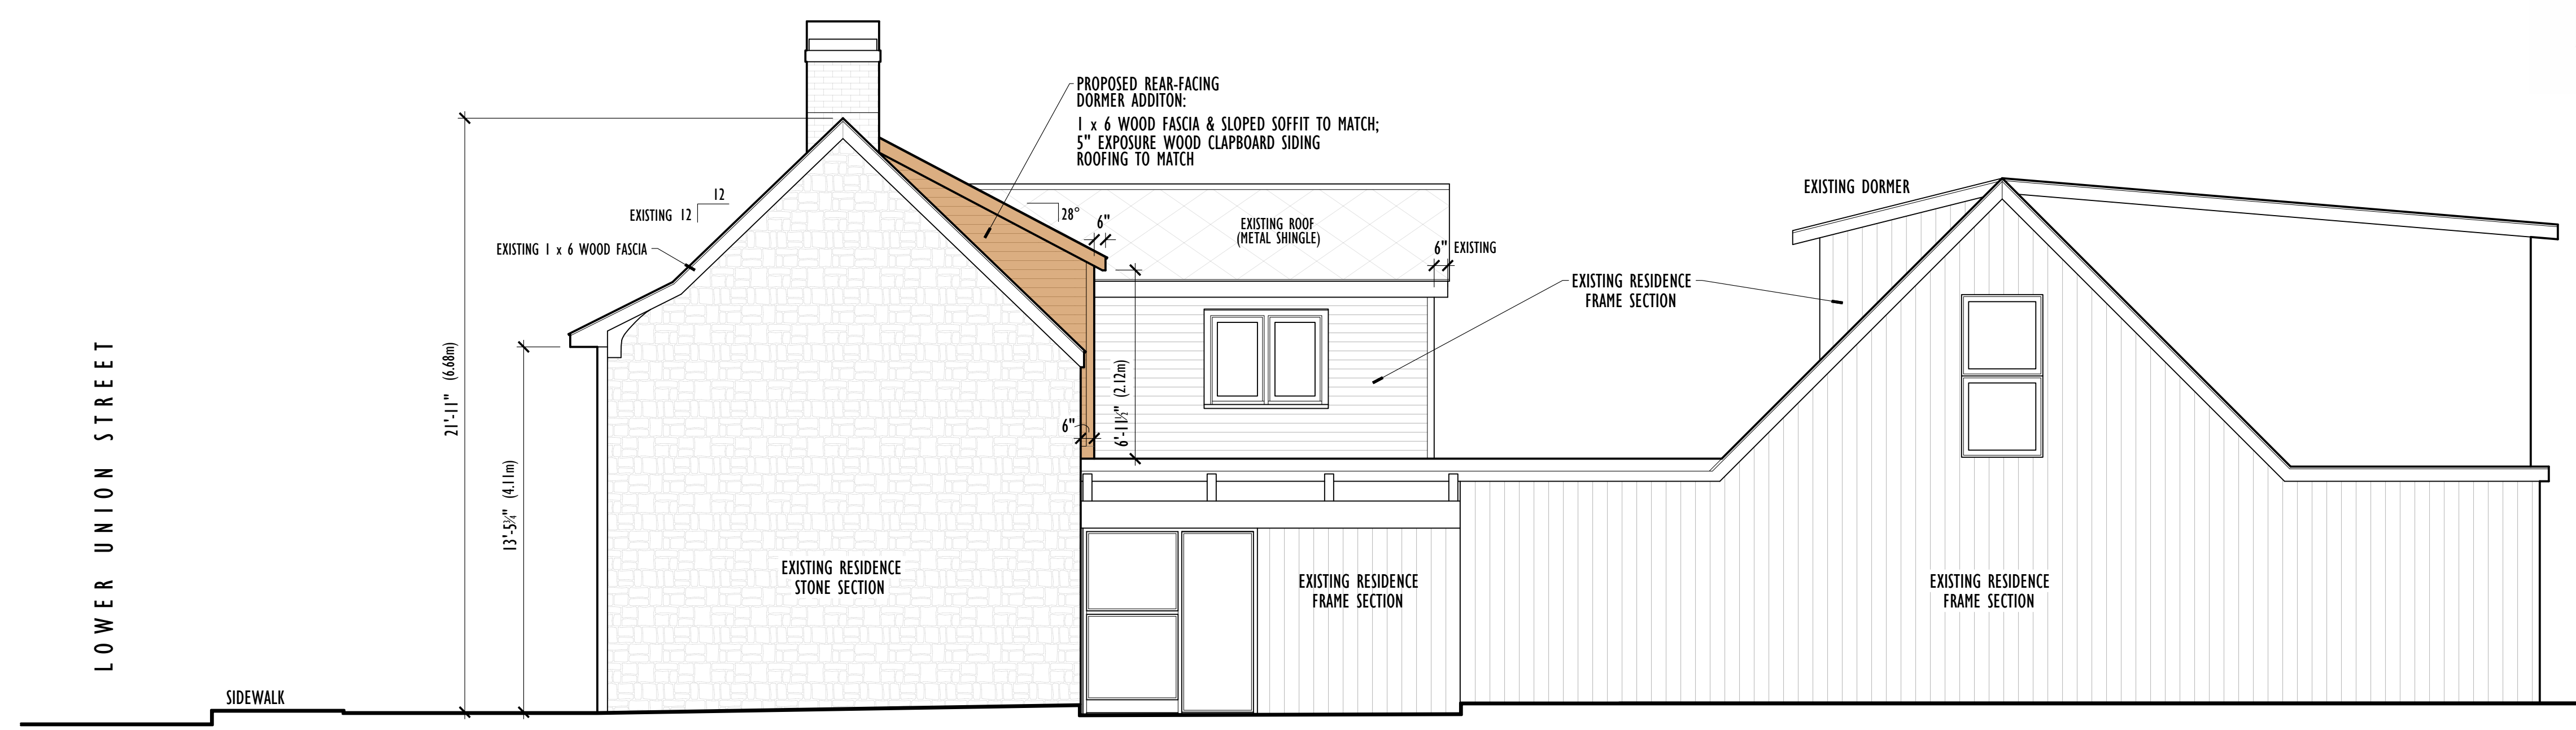 PROPOSED REAR-FACING
DORMER ADDITON:
1 x 6 WOOD FASCIA & SLOPED SOFFIT TO MATCH;
5" EXPOSURE WOOD CLAPBOARD SIDING
ROOFING TO MATCH
12
EXISTING 12
EXISTING 1 x 6 WOOD FASCIA
28°
6"
EXISTING ROOF
(METAL SHINGLE)
6" EXISTING
EXISTING DORMER
EXISTING RESIDENCE
FRAME SECTION
LOWER UNION STREET
21'-11" (6.68m)
13'-5¾" (4.11m)
6"
6'-11½" (2.12m)
EXISTING RESIDENCE
STONE SECTION
EXISTING RESIDENCE
FRAME SECTION
EXISTING RESIDENCE
FRAME SECTION
SIDEWALK